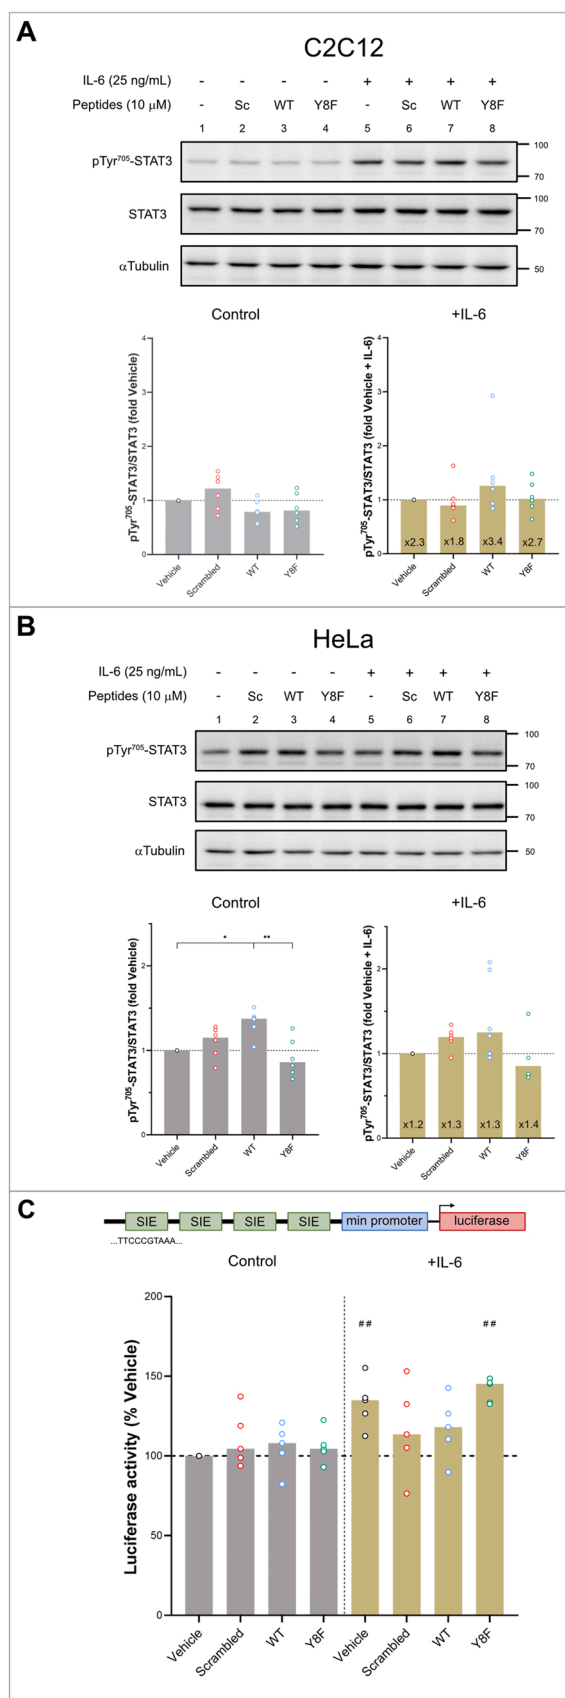 A
C2C12
IL-6 (25 ng/mL) - - - - + + + +
Peptides (10 μM) - Sc WT Y8F - Sc WT Y8F
1 2 3 4 5 6 7 8
pTyr⁷⁰⁵-STAT3
100
70
STAT3
100
70
αTubulin
50
Control
pTyr⁷⁰⁵-STAT3/STAT3 (fold Vehicle)
4
3
2
1
0
Vehicle
Scrambled
WT
Y8F
+IL-6
pTyr⁷⁰⁵-STAT3/STAT3 (fold Vehicle + IL-6)
4
3
2
1
0
x2.3 x1.8 x3.4 x2.7
Vehicle
Scrambled
WT
Y8F
B
HeLa
IL-6 (25 ng/mL) - - - - + + + +
Peptides (10 μM) - Sc WT Y8F - Sc WT Y8F
1 2 3 4 5 6 7 8
pTyr⁷⁰⁵-STAT3
100
70
STAT3
100
70
αTubulin
50
Control
pTyr⁷⁰⁵-STAT3/STAT3 (fold Vehicle)
2
1
0
* **
Vehicle
Scrambled
WT
Y8F
+IL-6
pTyr⁷⁰⁵-STAT3/STAT3 (fold Vehicle + IL-6)
2
1
0
x1.2 x1.3 x1.3 x1.4
Vehicle
Scrambled
WT
Y8F
C
SIE SIE SIE SIE min promoter luciferase
...TTCCCGTAAA...
Control
+IL-6
Luciferase activity (% Vehicle)
200
150
100
50
0
## ##
Vehicle
Scrambled
WT
Y8F
Vehicle
Scrambled
WT
Y8F